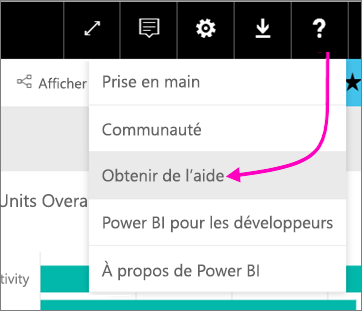 ?
Afficher
Prise en main
Communauté
Obtenir de l'aide
Units Overa
Power BI pour les développeurs
À propos de Power BI
tivity